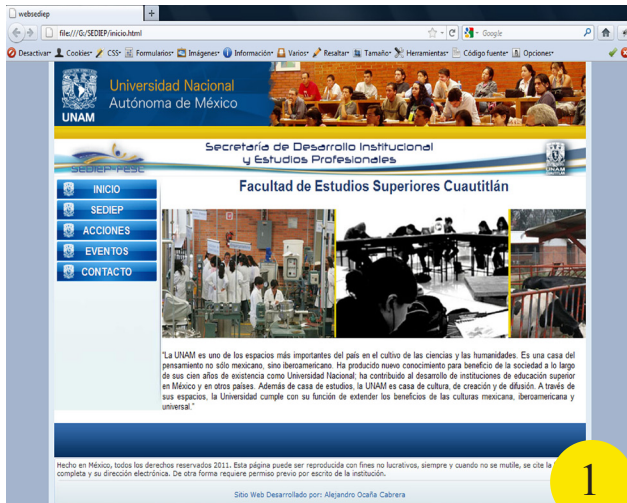 websediep
file:///G:/SEDIEP/inicio.html
Google
Desactivar Cookies CSS Formularios Imágenes Información Varios Resaltar Tamaño Herramientas Código fuente Opciones
Universidad Nacional
Autónoma de México
UNAM
Secretaría de Desarrollo Institucional
y Estudios Profesionales
SEDIEP-FESC
UNAM
Facultad de Estudios Superiores Cuautitlán
INICIO
SEDIEP
ACCIONES
EVENTOS
CONTACTO
"La UNAM es uno de los espacios más importantes del país en el cultivo de las ciencias y las humanidades. Es una casa del
pensamiento no sólo mexicano, sino iberoamericano. Ha producido nuevo conocimiento para beneficio de la sociedad a lo largo
de sus cien años de existencia como Universidad Nacional; ha contribuido al desarrollo de instituciones de educación superior
en México y en otros países. Además de casa de estudios, la UNAM es casa de cultura, de creación y de difusión. A través de
sus espacios, la Universidad cumple con su función de extender los beneficios de las culturas mexicana, iberoamericana y
universal."
Hecho en México, todos los derechos reservados 2011. Esta página puede ser reproducida con fines no lucrativos, siempre y cuando no se mutile, se cite la
completa y su dirección electrónica. De otra forma requiere permiso previo por escrito de la institución.
Sitio Web Desarrollado por: Alejandro Ocaña Cabrera
1